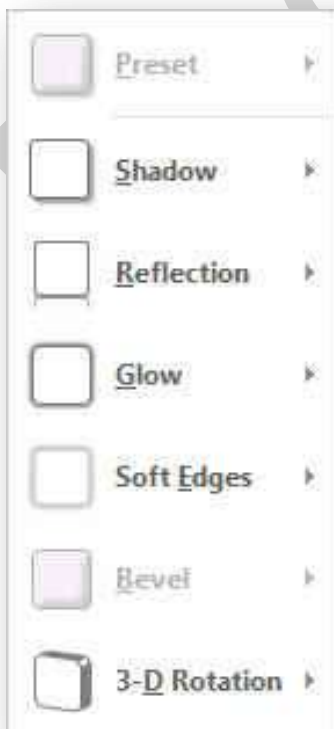 Preset
Shadow
Reflection
Glow
Soft Edges
Bevel
3-D Rotation